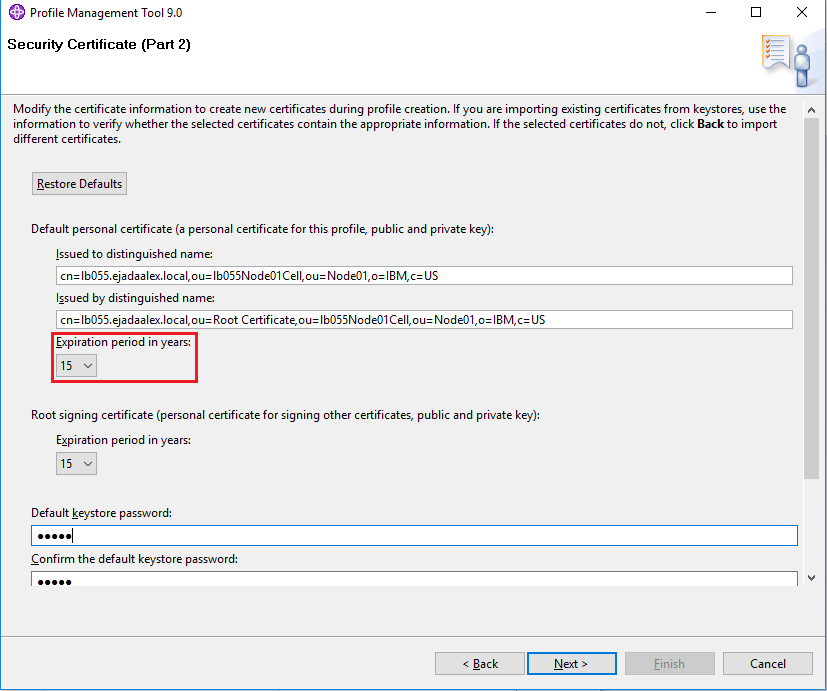 Profile Management Tool 9.0
Security Certificate (Part 2)
Modify the certificate information to create new certificates during profile creation. If you are importing existing certificates from keystores, use the
information to verify whether the selected certificates contain the appropriate information. If the selected certificates do not, click Back to import
different certificates.
Restore Defaults
Default personal certificate (a personal certificate for this profile, public and private key):
Issued to distinguished name:
cn=lb055.ejadaalex.local,ou=lb055Node01Cell,ou=Node01,o=IBM,c=US
Issued by distinguished name:
cn=lb055.ejadaalex.local,ou=Root Certificate,ou=lb055Node01Cell,ou=Node01,o=IBM,c=US
Expiration period in years:
15
Root signing certificate (personal certificate for signing other certificates, public and private key):
Expiration period in years:
15
Default keystore password:
●●●●●
Confirm the default keystore password:
●●●●●
< Back Next > Finish Cancel